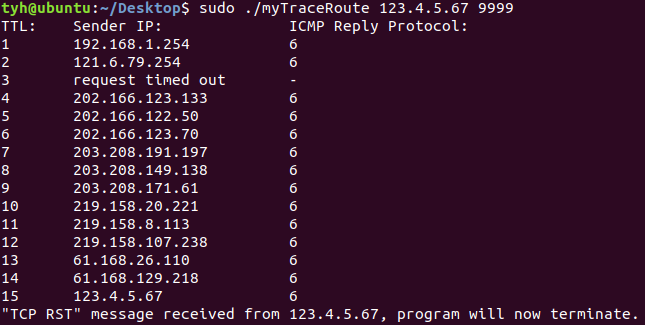 tyh@ubuntu:~/Desktop$ sudo ./myTraceRoute 123.4.5.67 9999
TTL: Sender IP: ICMP Reply Protocol:
1 192.168.1.254 6
2 121.6.79.254 6
3 request timed out -
4 202.166.123.133 6
5 202.166.122.50 6
6 202.166.123.70 6
7 203.208.191.197 6
8 203.208.149.138 6
9 203.208.171.61 6
10 219.158.20.221 6
11 219.158.8.113 6
12 219.158.107.238 6
13 61.168.26.110 6
14 61.168.129.218 6
15 123.4.5.67 6
"TCP RST" message received from 123.4.5.67, program will now terminate.